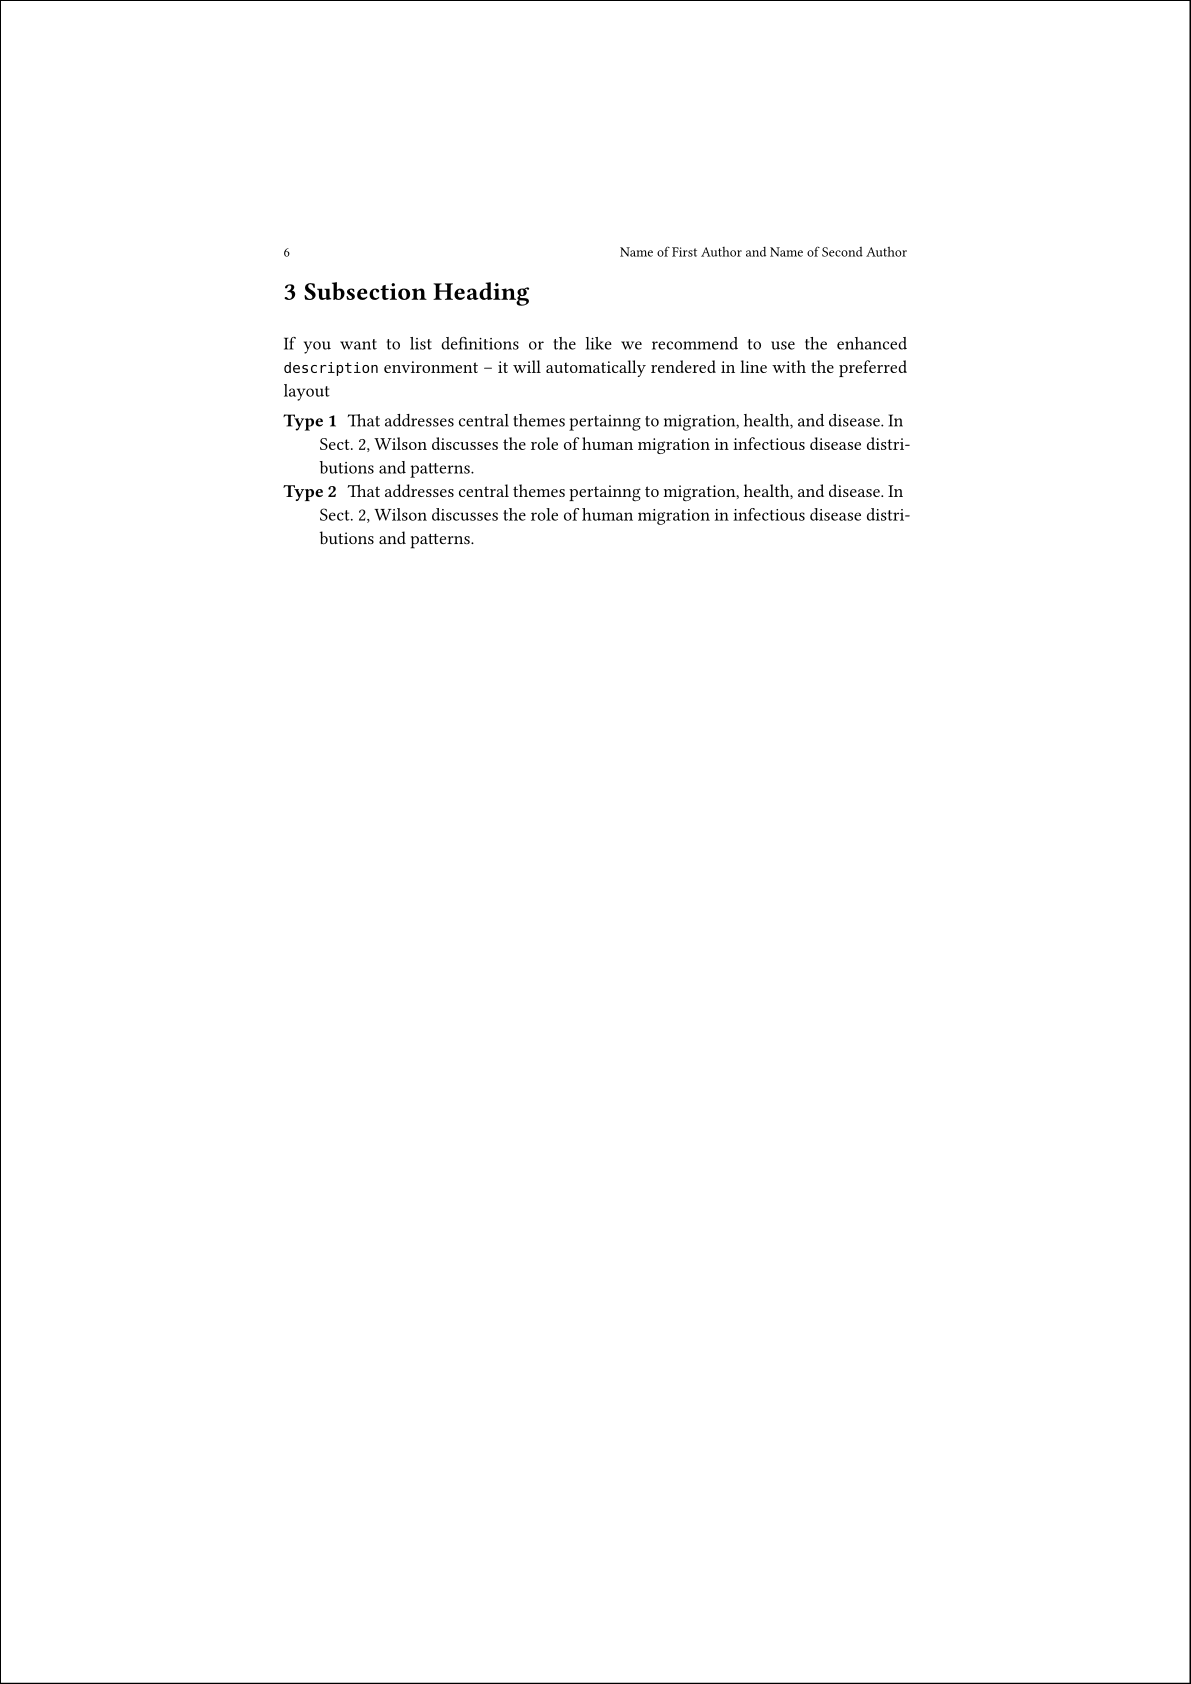 6 Name of First Author and Name of Second Author
3 Subsection Heading
If you want to list definitions or the like we recommend to use the enhanced
description environment – it will automatically rendered in line with the preferred
layout
Type 1 That addresses central themes pertainng to migration, health, and disease. In
Sect. 2, Wilson discusses the role of human migration in infectious disease distri-
butions and patterns.
Type 2 That addresses central themes pertainng to migration, health, and disease. In
Sect. 2, Wilson discusses the role of human migration in infectious disease distri-
butions and patterns.